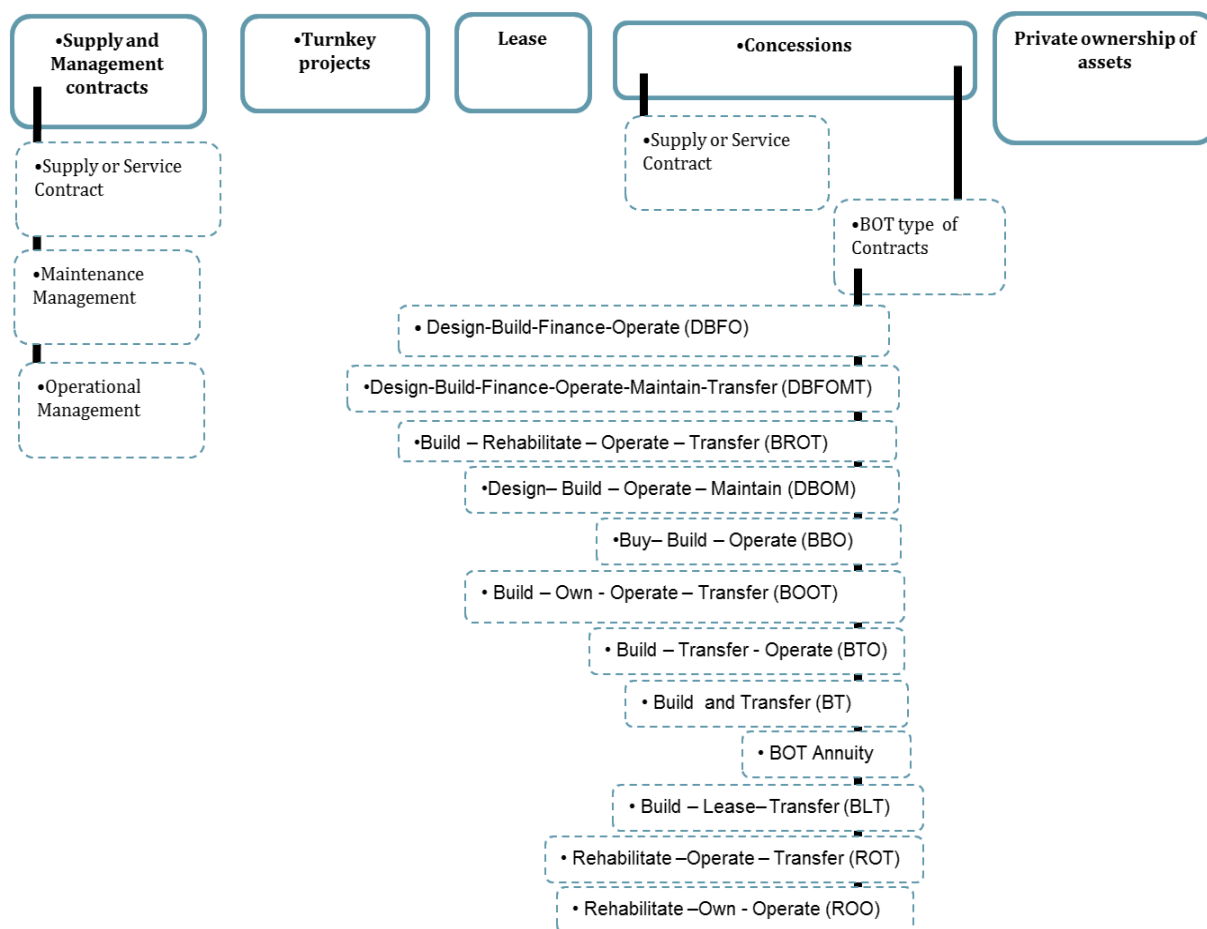 •Supply and
Management
contracts
•Turnkey
projects
Lease
•Concessions
Private ownership of
assets
•Supply or Service
Contract
•Maintenance
Management
•Operational
Management
•Supply or Service
Contract
•BOT type of
Contracts
• Design-Build-Finance-Operate (DBFO)
•Design-Build-Finance-Operate-Maintain-Transfer (DBFOMT)
•Build – Rehabilitate – Operate – Transfer (BROT)
•Design– Build – Operate – Maintain (DBOM)
•Buy– Build – Operate (BBO)
• Build – Own - Operate – Transfer (BOOT)
• Build – Transfer - Operate (BTO)
• Build and Transfer (BT)
• BOT Annuity
• Build – Lease– Transfer (BLT)
• Rehabilitate –Operate – Transfer (ROT)
• Rehabilitate –Own - Operate (ROO)